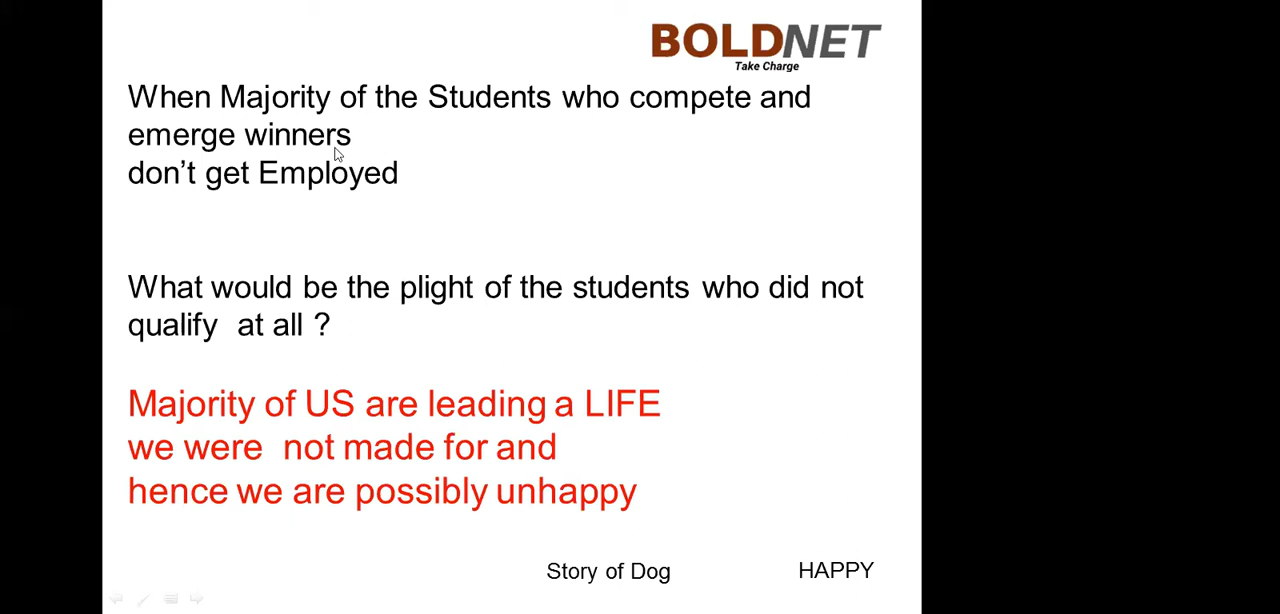 BOLDNET
Take Charge
When Majority of the Students who compete and
emerge winners
don't get Employed
What would be the plight of the students who did not
qualify at all ?
Majority of US are leading a LIFE
we were not made for and
hence we are possibly unhappy
Story of Dog HAPPY